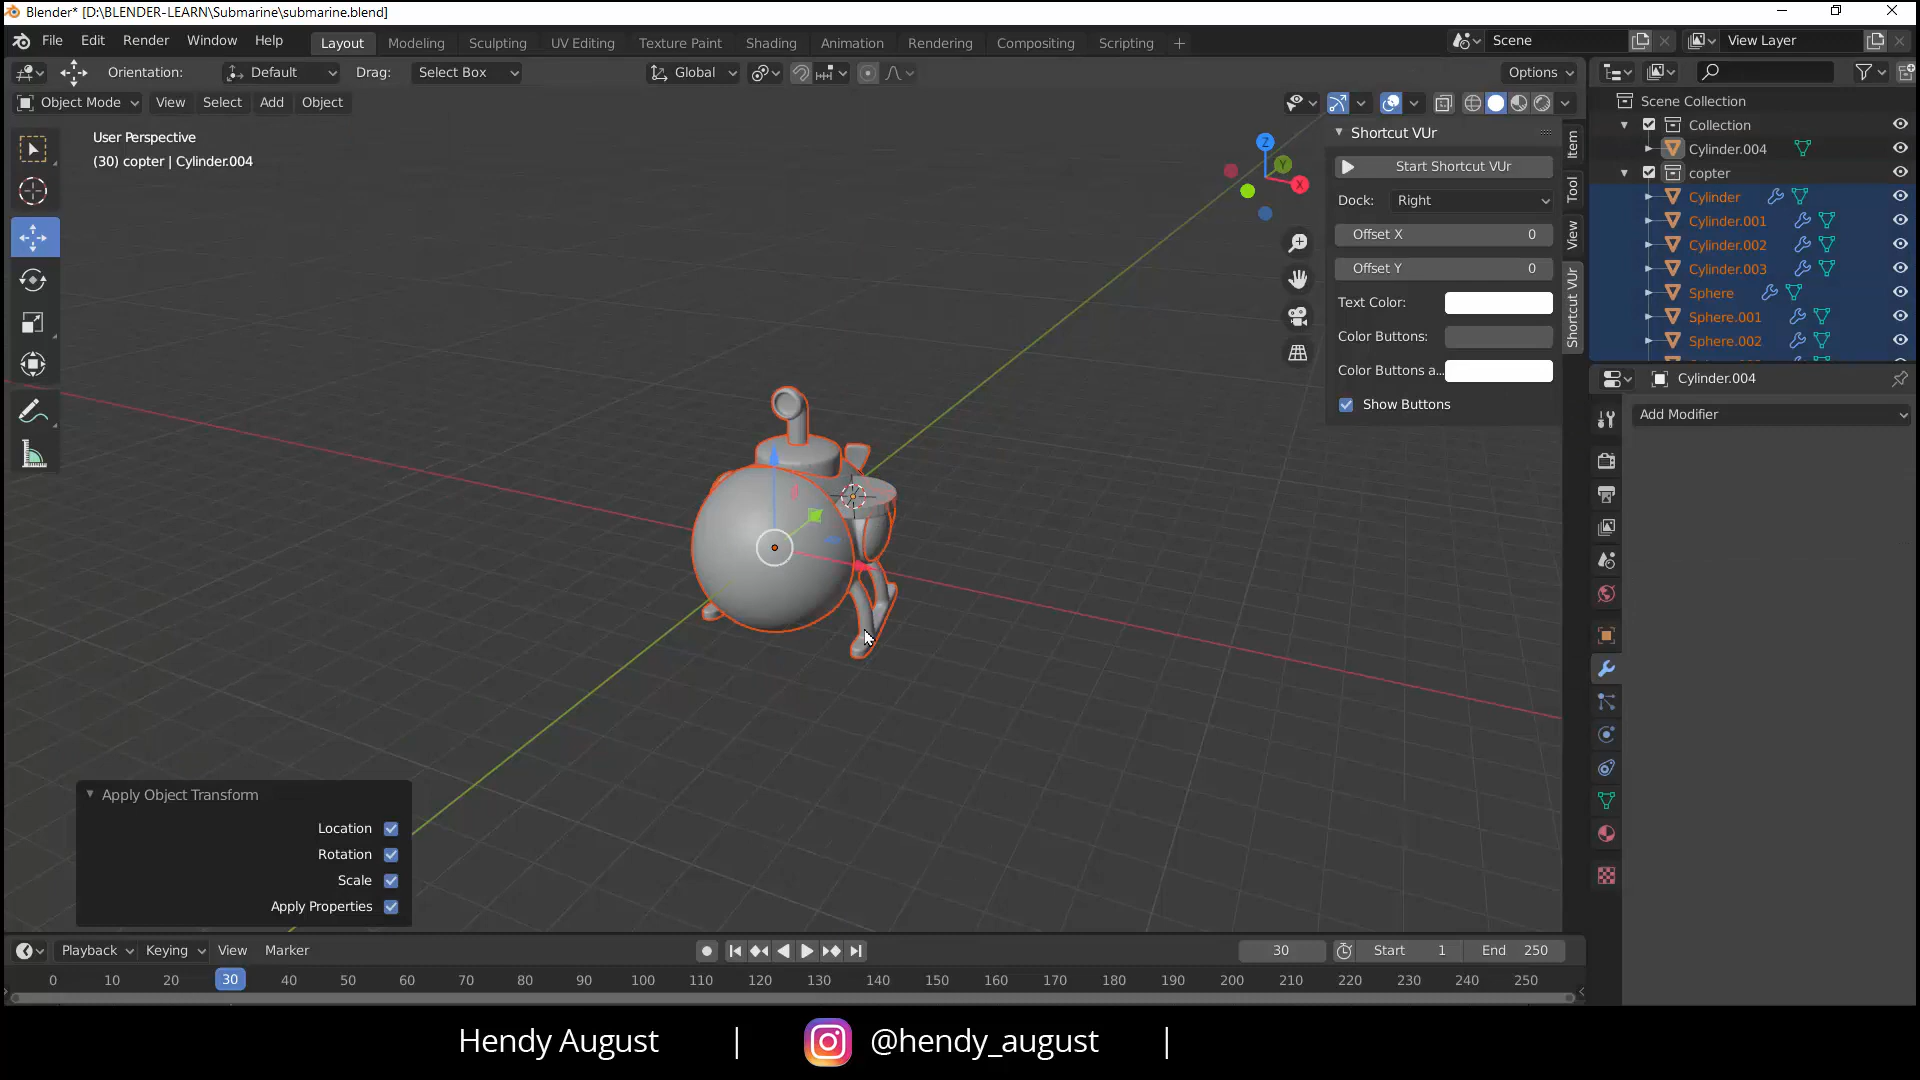 Blender* [D:\BLENDER-LEARN\Submarine\submarine.blend]
File Edit Render Window Help
Layout Modeling Sculpting UV Editing Texture Paint Shading Animation Rendering Compositing Scripting +
Scene
View Layer
Orientation: Default Drag: Select Box
Global
Options
Object Mode View Select Add Object
User Perspective
(30) copter | Cylinder.004
Z
Y
X
Shortcut VUr
Start Shortcut VUr
Dock: Right
Offset X 0
Offset Y 0
Text Color:
Color Buttons:
Color Buttons a...
Show Buttons
Item
Tool
View
Shortcut VUr
Scene Collection
Collection
Cylinder.004
copter
Cylinder
Cylinder.001
Cylinder.002
Cylinder.003
Sphere
Sphere.001
Sphere.002
Cylinder.004
Add Modifier
Apply Object Transform
Location
Rotation
Scale
Apply Properties
Playback Keying View Marker
30
Start 1
End 250
0 10 20 30 40 50 60 70 80 90 100 110 120 130 140 150 160 170 180 190 200 210 220 230 240 250
Hendy August | @hendy_august |